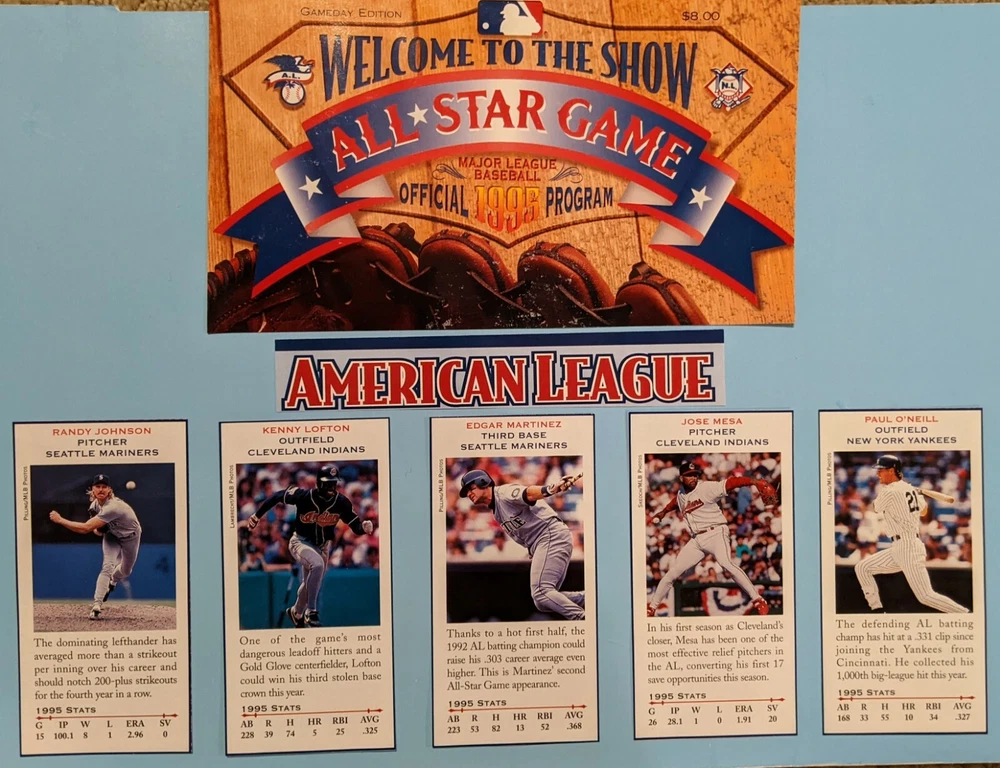 GAMEDAY EDITION
$8.00
WELCOME TO THE SHOW
A.L.
N.L.
ALL★STAR GAME
MAJOR LEAGUE
BASEBALL
OFFICIAL 1995 PROGRAM
AMERICAN LEAGUE
RANDY JOHNSON
PITCHER
SEATTLE MARINERS
PILLING/MLB PHOTOS
The dominating lefthander has
averaged more than a strikeout
per inning over his career and
should notch 200-plus strikeouts
for the fourth year in a row.
1995 STATS
G IP W L ERA SV
15 100.1 8 1 2.96 0
KENNY LOFTON
OUTFIELD
CLEVELAND INDIANS
Indians
One of the game's most
dangerous leadoff hitters and a
Gold Glove centerfielder, Lofton
could win his third stolen base
crown this year.
1995 STATS
AB R H HR RBI AVG
228 39 74 5 25 .325
EDGAR MARTINEZ
THIRD BASE
SEATTLE MARINERS
PILLING/MLB PHOTOS
Thanks to a hot first half, the
1992 AL batting champion could
raise his .303 career average even
higher. This is Martinez' second
All-Star Game appearance.
1995 STATS
AB R H HR RBI AVG
223 53 82 13 52 .368
JOSE MESA
PITCHER
CLEVELAND INDIANS
Indians
In his first season as Cleveland's
closer, Mesa has been one of the
most effective relief pitchers in
the AL, converting his first 17
save opportunities this season.
1995 STATS
G IP W L ERA SV
26 28.1 1 0 1.91 20
PAUL O'NEILL
OUTFIELD
NEW YORK YANKEES
PILLING/MLB PHOTOS
21
The defending AL batting
champ has hit at a .331 clip since
joining the Yankees from
Cincinnati. He collected his
1,000th big-league hit this year.
1995 STATS
AB R H HR RBI AVG
168 33 55 10 34 .327